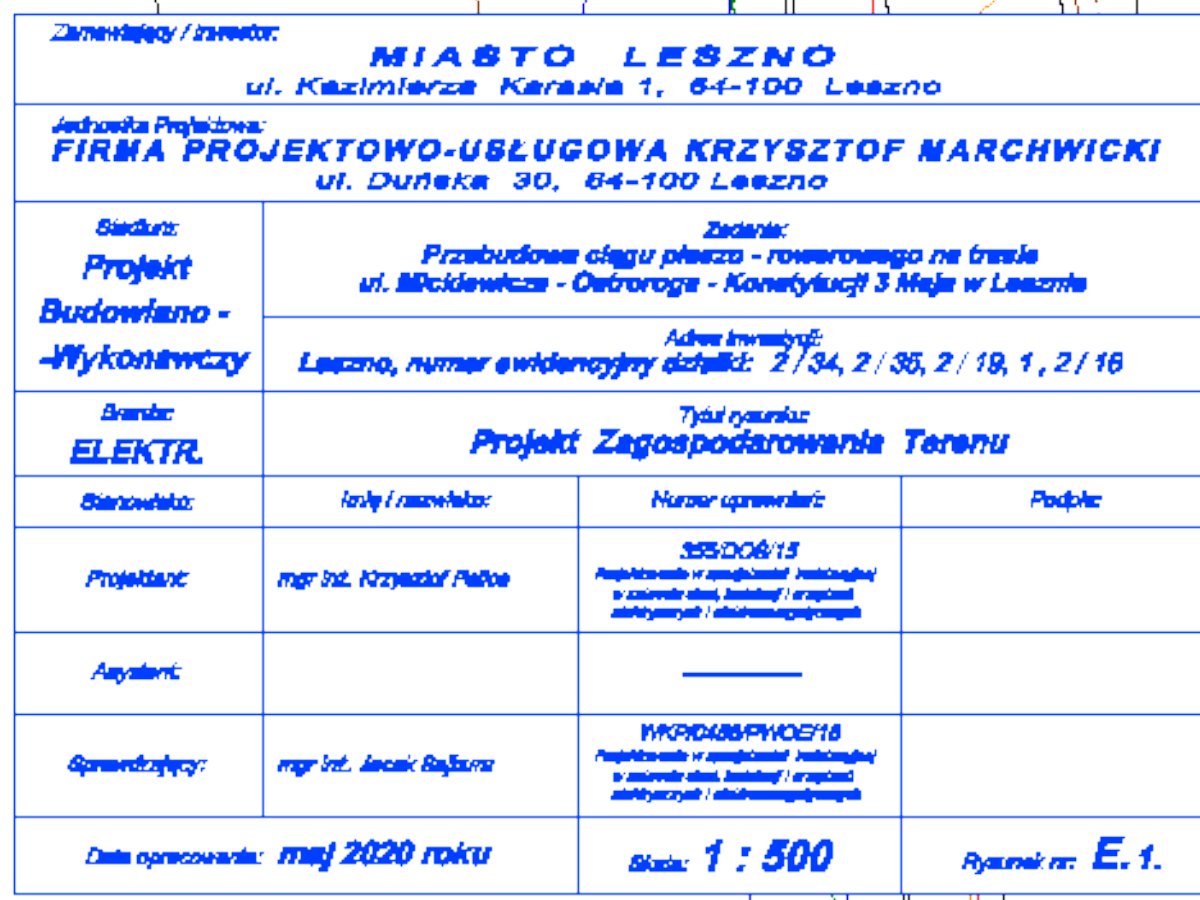 Zamawiający / Inwestor:
MIASTO LESZNO
ul. Kazimierza Karasia 1, 64-100 Leszno
Jednostka Projektowa:
FIRMA PROJEKTOWO-USŁUGOWA KRZYSZTOF MARCHWICKI
ul. Duńska 30, 64-100 Leszno
Stadium:
Projekt
Budowlano -
-Wykonawczy
Zadanie:
Przebudowa ciągu pieszo - rowerowego na trasie
ul. Mickiewicza - Ostroroga - Konstytucji 3 Maja w Lesznie
Adres inwestycji:
Leszno, numer ewidencyjny działki: 2/34, 2/35, 2/19, 1, 2/16
Branża:
ELEKTR.
Tytuł rysunku:
Projekt Zagospodarowania Terenu
Stanowisko: Imię i nazwisko: Numer uprawnień: Podpis:
Projektant: mgr inż. Krzysztof
Asystent:
Sprawdzający: mgr inż. Jacek
Data opracowania: maj 2020 roku
Skala: 1 : 500
Rysunek nr: E. 1.